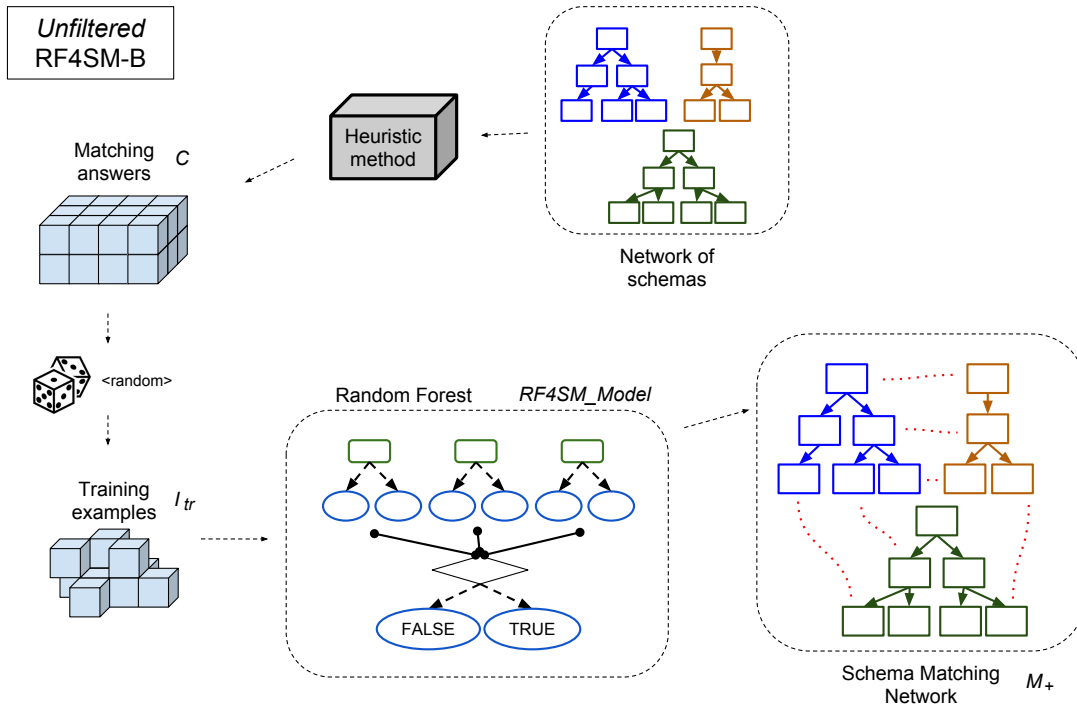 Unfiltered
RF4SM-B
Heuristic
method
Matching
answers
C
Network of
schemas
<random>
Random Forest
RF4SM_Model
Training
examples
I tr
FALSE
TRUE
Schema Matching
Network
M +